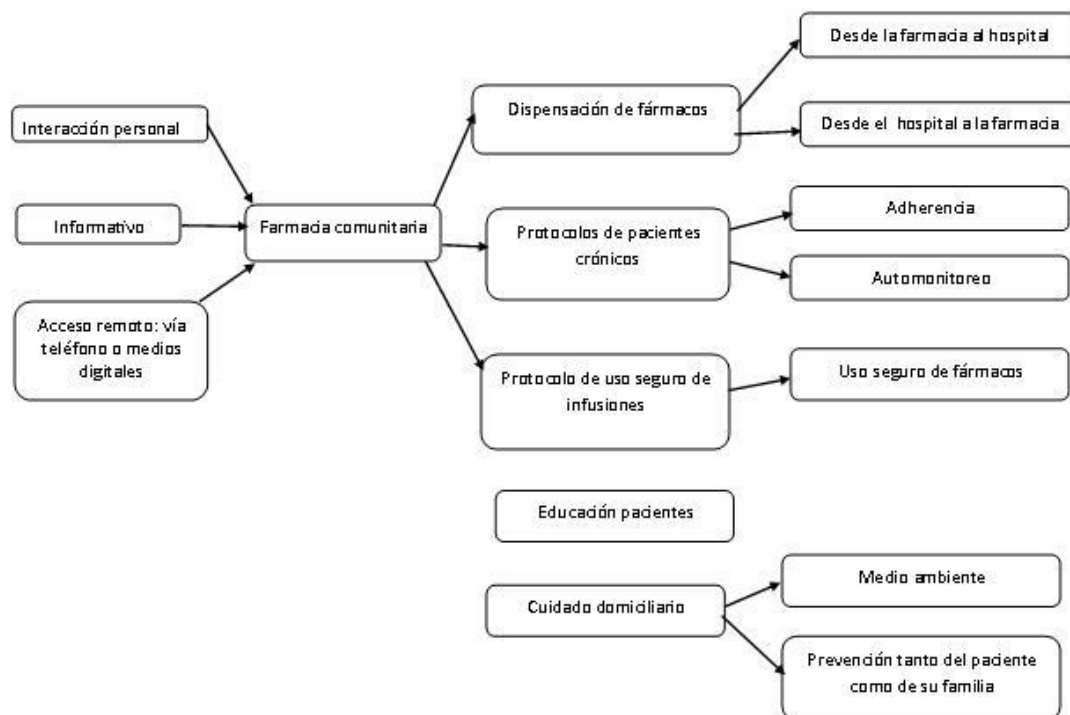 Interacción personal
Informativo
Acceso remoto: vía
teléfono o medios
digitales
Farmacia comunitaria
Dispensación de fármacos
Desde la farmacia al hospital
Desde el hospital a la farmacia
Protocolos de pacientes
crónicos
Adherencia
Automonitoreo
Protocolo de uso seguro de
infusiones
Uso seguro de fármacos
Educación pacientes
Cuidado domiciliario
Medio ambiente
Prevención tanto del paciente
como de su familia